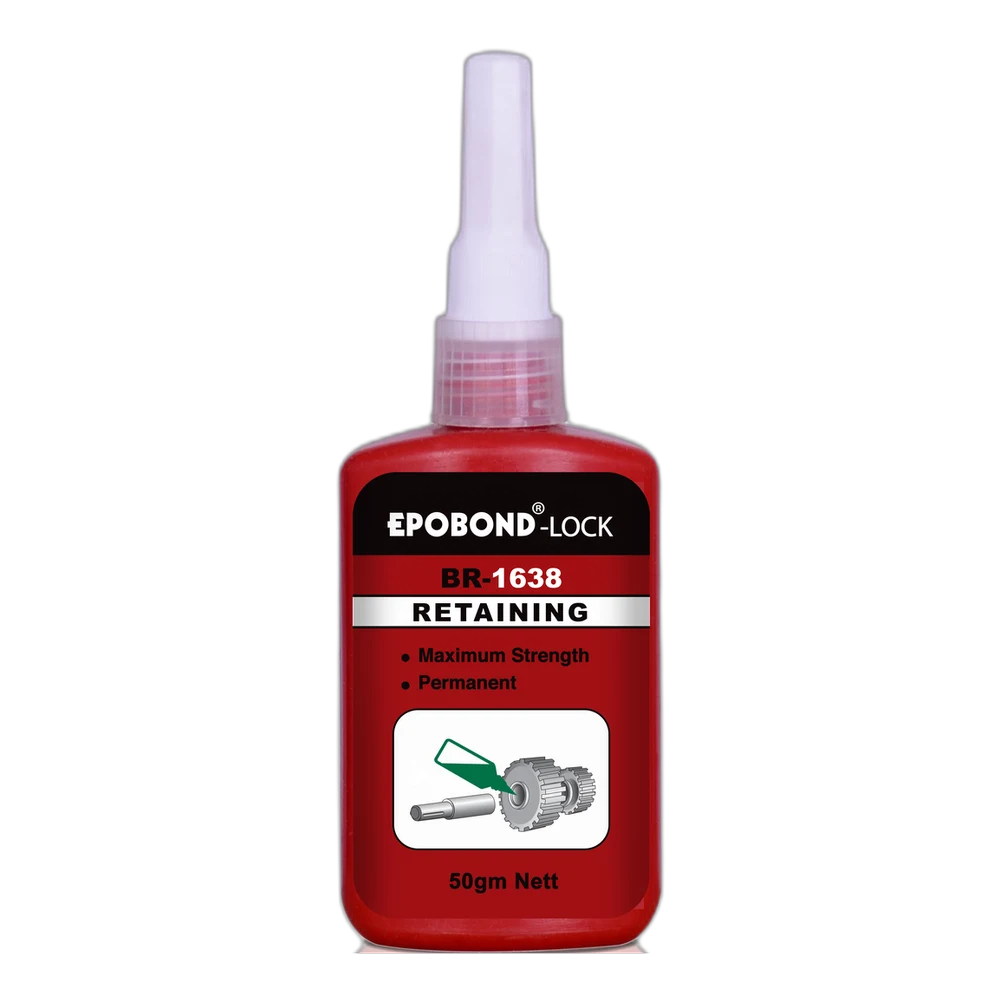 EPOBOND®-LOCK
BR-1638
RETAINING
• Maximum Strength
• Permanent
50gm Nett